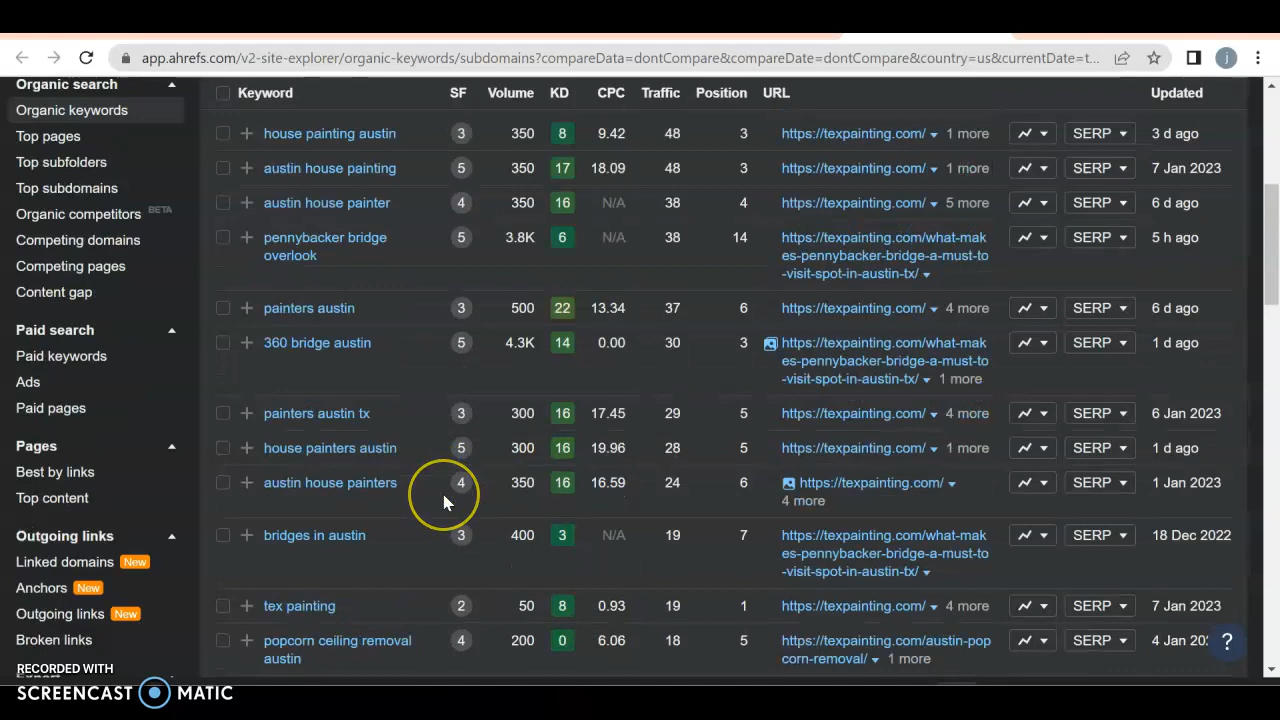 app.ahrefs.com/v2-site-explorer/organic-keywords/subdomains?compareData=dontCompare&compareDate=dontCompare&country=us&currentDate=t... j
Organic search
Organic keywords
Top pages
Top subfolders
Top subdomains
Organic competitors BETA
Competing domains
Competing pages
Content gap
Paid search
Paid keywords
Ads
Paid pages
Pages
Best by links
Top content
Outgoing links
Linked domains New
Anchors New
Outgoing links New
Broken links
Keyword SF Volume KD CPC Traffic Position URL Updated
house painting austin 3 350 8 9.42 48 3 https://texpainting.com/ 1 more SERP 3 d ago
austin house painting 5 350 17 18.09 48 3 https://texpainting.com/ 1 more SERP 7 Jan 2023
austin house painter 4 350 16 N/A 38 4 https://texpainting.com/ 5 more SERP 6 d ago
pennybacker bridge 5 3.8K 6 N/A 38 14 https://texpainting.com/what-mak SERP 5 h ago
overlook es-pennybacker-bridge-a-must-to
-visit-spot-in-austin-tx/
painters austin 3 500 22 13.34 37 6 https://texpainting.com/ 4 more SERP 6 d ago
360 bridge austin 5 4.3K 14 0.00 30 3 https://texpainting.com/what-mak SERP 1 d ago
es-pennybacker-bridge-a-must-to
-visit-spot-in-austin-tx/ 1 more
painters austin tx 3 300 16 17.45 29 5 https://texpainting.com/ 4 more SERP 6 Jan 2023
house painters austin 5 300 16 19.96 28 5 https://texpainting.com/ 1 more SERP 1 d ago
austin house painters 4 350 16 16.59 24 6 https://texpainting.com/ SERP 1 Jan 2023
4 more
bridges in austin 3 400 3 N/A 19 7 https://texpainting.com/what-mak SERP 18 Dec 2022
es-pennybacker-bridge-a-must-to
-visit-spot-in-austin-tx/
tex painting 2 50 8 0.93 19 1 https://texpainting.com/ 4 more SERP 7 Jan 2023
popcorn ceiling removal 4 200 0 6.06 18 5 https://texpainting.com/austin-pop SERP 4 Jan
austin corn-removal/ 1 more
?
RECORDED WITH
SCREENCAST MATIC